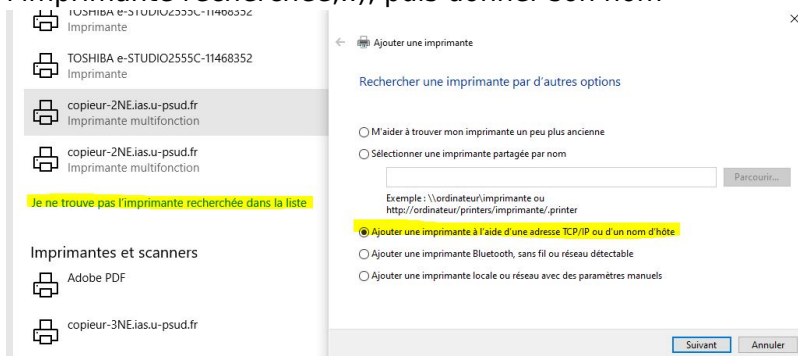 l'imprimante recherchée,..), puis donner son nom
TOSHIBA e-STUDIO2555C-11468352
Imprimante
TOSHIBA e-STUDIO2555C-11468352
Imprimante
copieur-2NE.ias.u-psud.fr
Imprimante multifonction
copieur-2NE.ias.u-psud.fr
Imprimante multifonction
Je ne trouve pas l'imprimante recherchée dans la liste
Imprimantes et scanners
Adobe PDF
copieur-3NE.ias.u-psud.fr
Ajouter une imprimante
Rechercher une imprimante par d'autres options
M'aider à trouver mon imprimante un peu plus ancienne
Sélectionner une imprimante partagée par nom
Parcourir...
Exemple : \\ordinateur\imprimante ou
http://ordinateur/printers/imprimante/.printer
Ajouter une imprimante à l'aide d'une adresse TCP/IP ou d'un nom d'hôte
Ajouter une imprimante Bluetooth, sans fil ou réseau détectable
Ajouter une imprimante locale ou réseau avec des paramètres manuels
Suivant Annuler